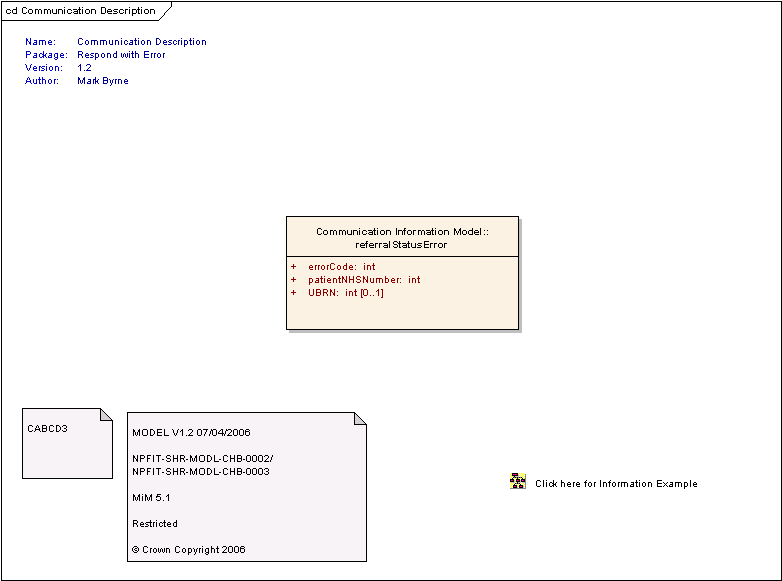 cd Communication Description
Name: Communication Description
Package: Respond with Error
Version: 1.2
Author: Mark Byrne
Communication Information Model::
referralStatusError
+ errorCode: int
+ patientNHSNumber: int
+ UBRN: int [0..1]
CABCD3
MODEL V1.2 07/04/2006
NPFIT-SHR-MODL-CHB-0002/
NPFIT-SHR-MODL-CHB-0003
MiM 5.1
Restricted
© Crown Copyright 2006
Click here for Information Example